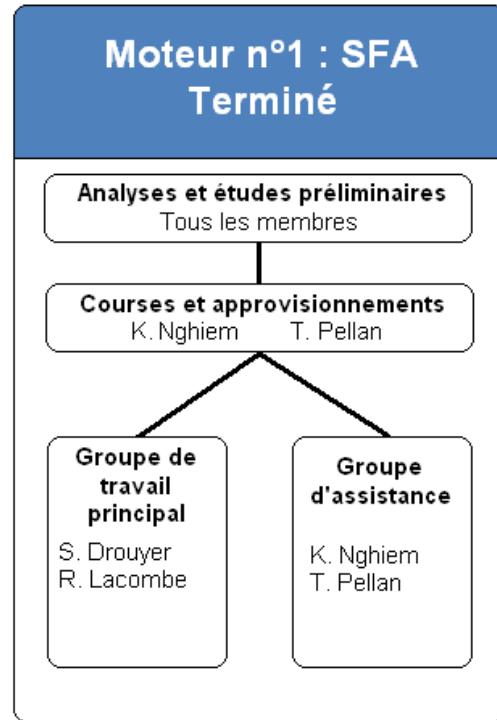 Moteur n°1 : SFA
Terminé
Analyses et études préliminaires
Tous les membres
Courses et approvisionnements
K. Nghiem T. Pellan
Groupe de
travail
principal
S. Drouyer
R. Lacombe
Groupe
d'assistance
K. Nghiem
T. Pellan